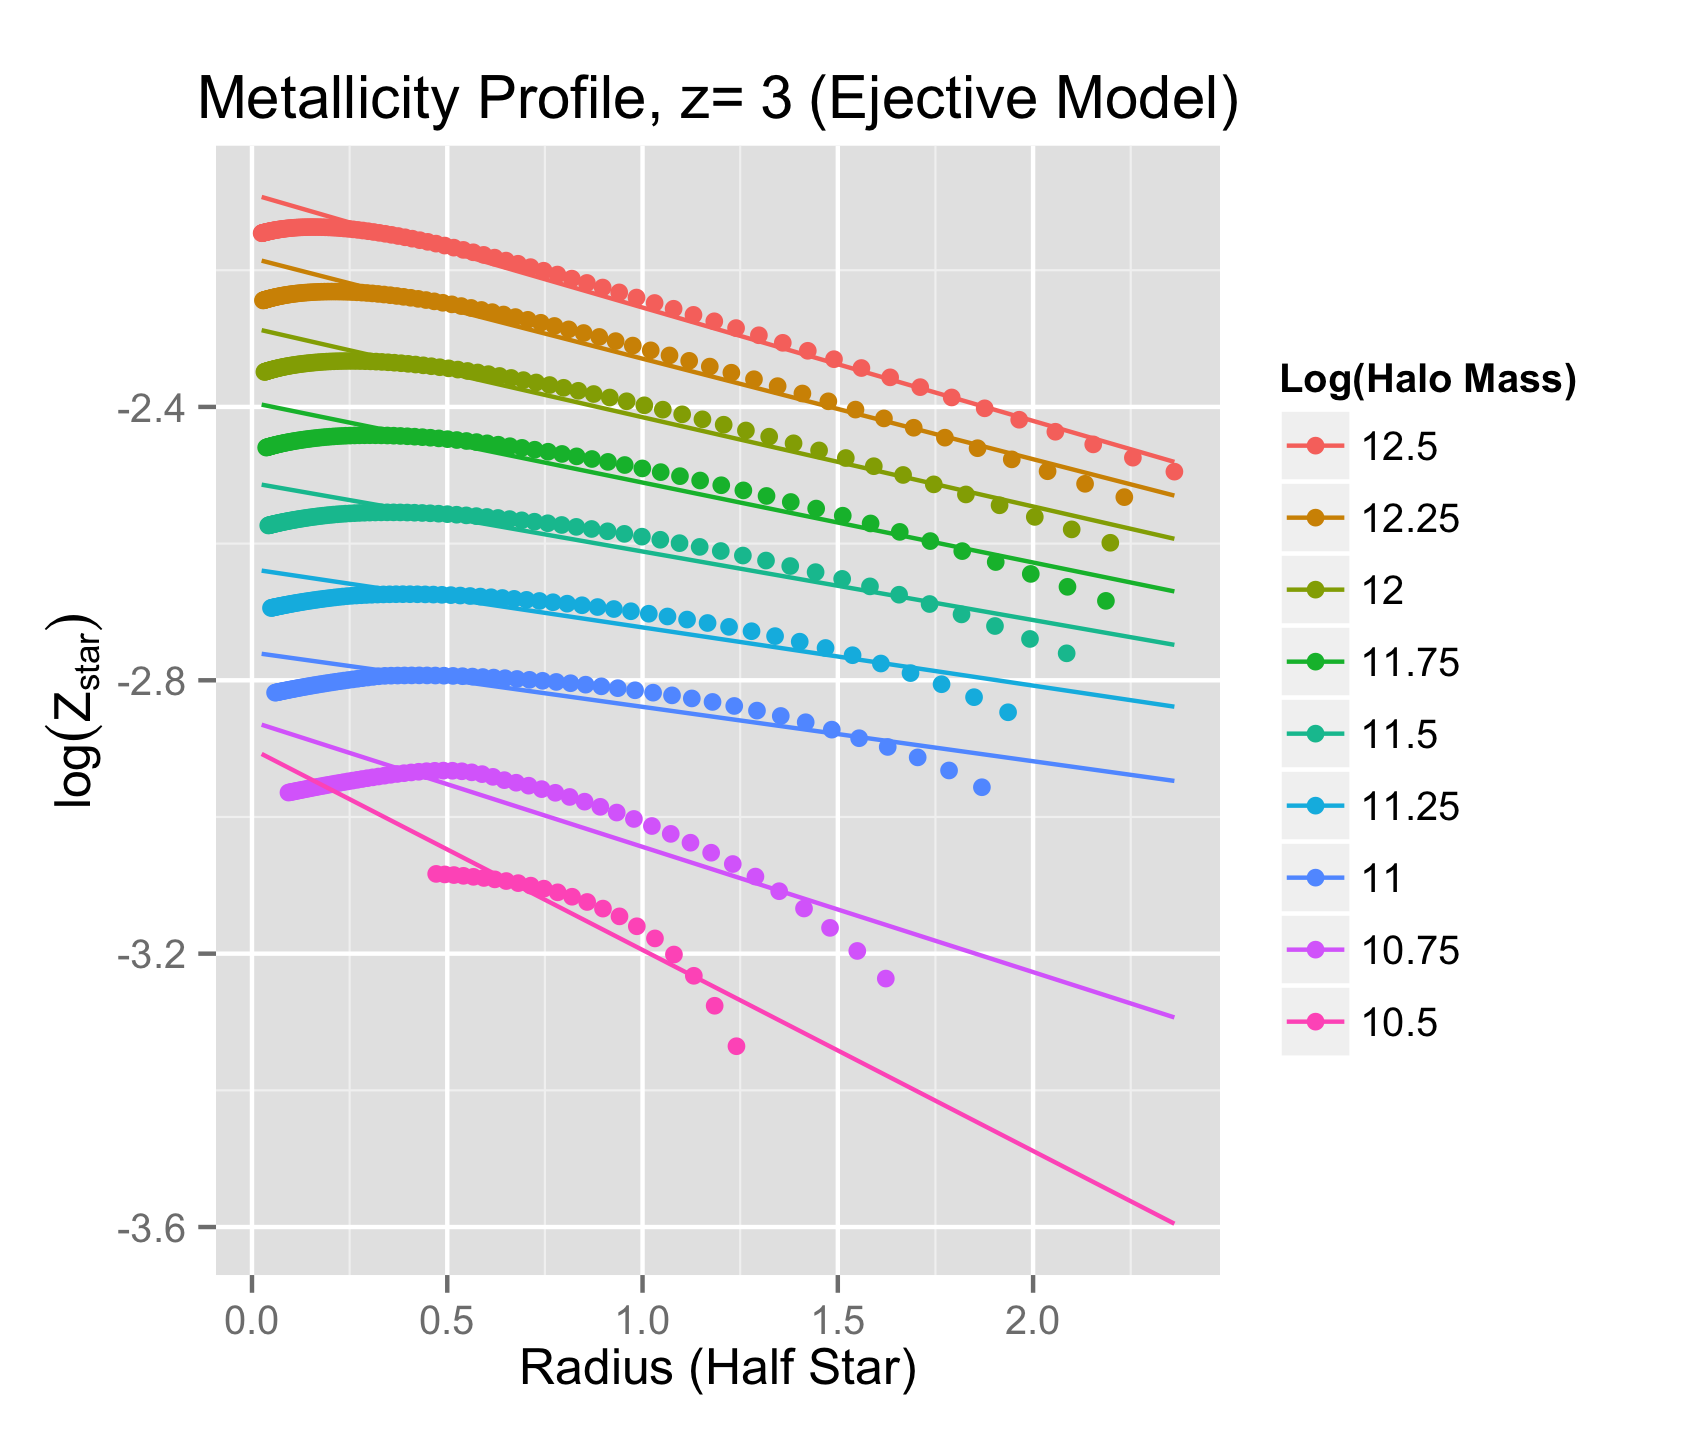 Metallicity Profile, z= 3 (Ejective Model)
log(Zstar)
-2.4
-2.8
-3.2
-3.6
0.0 0.5 1.0 1.5 2.0
Radius (Half Star)
Log(Halo Mass)
12.5
12.25
12
11.75
11.5
11.25
11
10.75
10.5